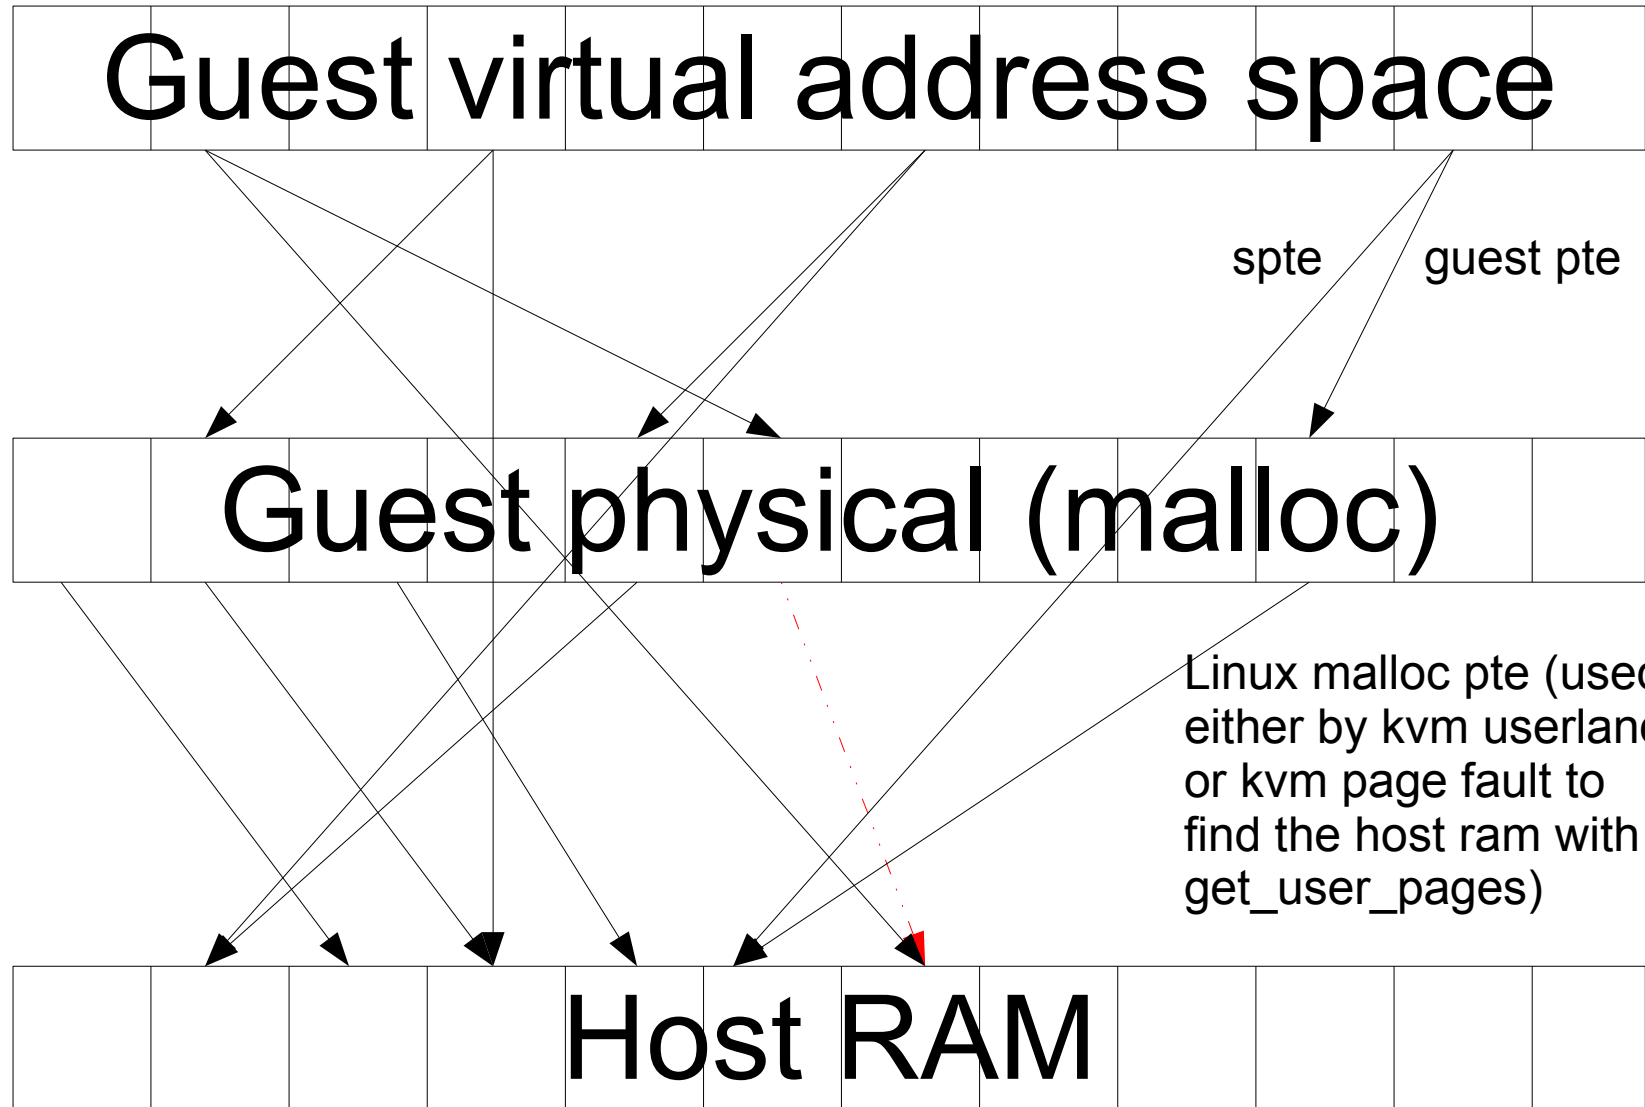 Guest virtual address space
spte guest pte
Guest physical (malloc)
Linux malloc pte (used
either by kvm userland
or kvm page fault to
find the host ram with
get_user_pages)
Host RAM